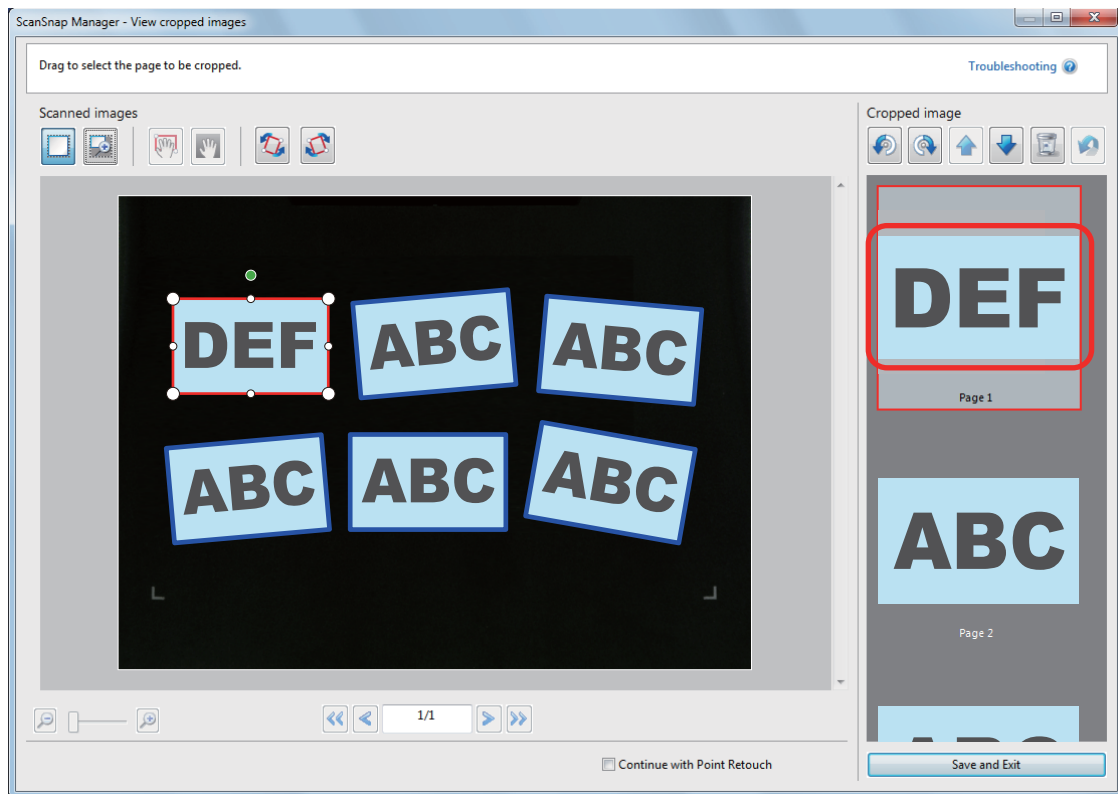 ScanSnap Manager - View cropped images
Drag to select the page to be cropped.
Troubleshooting
Scanned images
Cropped image
DEF
ABC
ABC
ABC
ABC
ABC
1/1
Continue with Point Retouch
DEF
Page 1
ABC
Page 2
ABC
Save and Exit